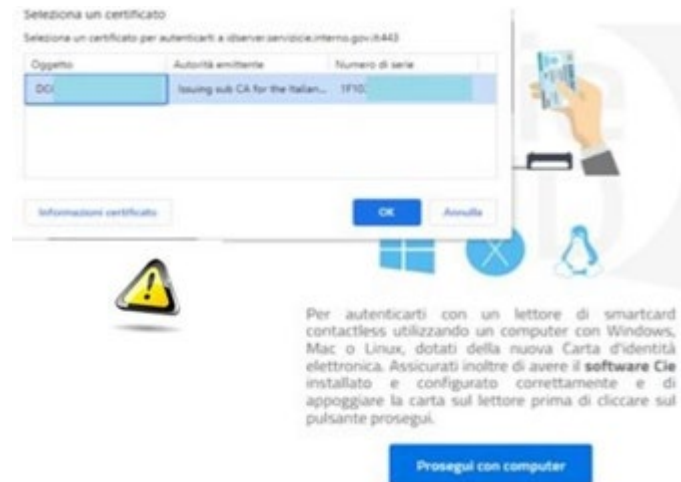 Seleziona un certificato
Seleziona un certificato per autenticarti a idserver.servizicie.interno.gov.it:443
Oggetto Autorità emittente Numero di serie
DC Issuing sub CA for the Italian... 1F10
Informazioni certificato OK Annulla
Per autenticarti con un lettore di smartcard
contactless utilizzando un computer con Windows,
Mac o Linux, dotati della nuova Carta d'identità
elettronica. Assicurati inoltre di avere il software Cie
installato e configurato correttamente e di
appoggiare la carta sul lettore prima di cliccare sul
pulsante prosegui.
Prosegui con computer